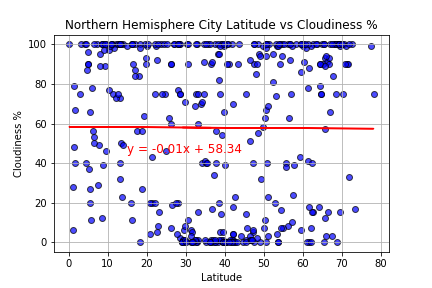 Northern Hemisphere City Latitude vs Cloudiness %
100
80
60
40
20
0
Cloudiness %
y = -0.01x + 58.34
0 10 20 30 40 50 60 70 80
Latitude